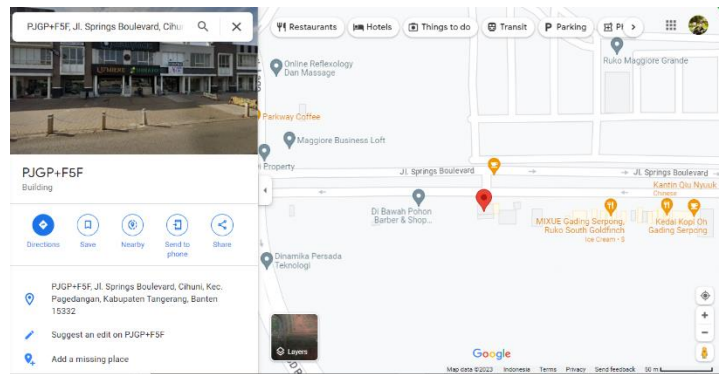 PJGP+F5F, Jl. Springs Boulevard, Cihu
Restaurants
Hotels
Things to do
Transit
Parking
PJGP+F5F
Building
Directions
Save
Nearby
Send to
phone
Share
PJGP+F5F, Jl. Springs Boulevard, Cihuni, Kec.
Pagedangan, Kabupaten Tangerang, Banten
15332
Suggest an edit on PJGP+F5F
Add a missing place
Online Reflexology
Dan Massage
Ruko Maggiore Grande
Parkway Coffee
Maggiore Business Loft
Property
Jl. Springs Boulevard
Jl. Springs Boulevard
Kantin Qiu Nyuuk
Chinese
Di Bawah Pohon
Barber & Shop...
MIXUE Gading Serpong,
Ruko South Goldfinch
Ice Cream • $
Kedai Kopi Oh
Gading Serpong
Dinamika Persada
Teknologi
Layers
Google
Map data ©2023
Indonesia
Terms
Privacy
Send feedback
50 m